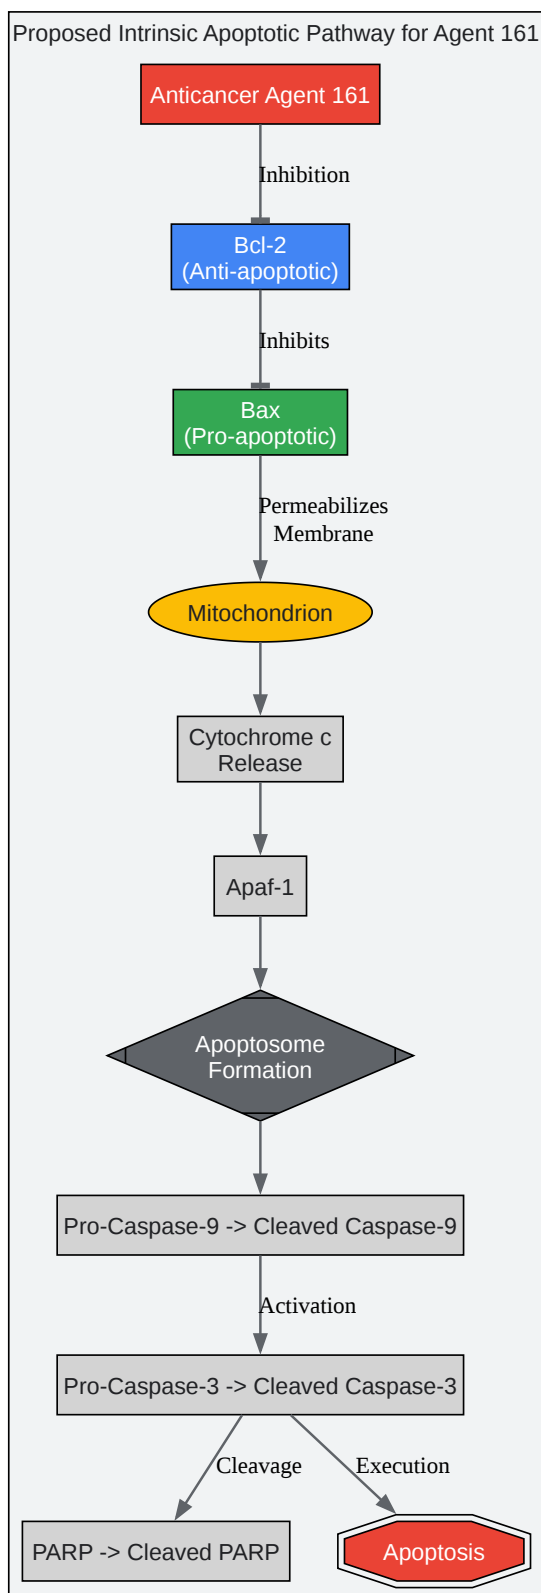 Proposed Intrinsic Apoptotic Pathway for Agent 161
Anticancer Agent 161
Inhibition
Bcl-2
(Anti-apoptotic)
Inhibits
Bax
(Pro-apoptotic)
Permeabilizes
Membrane
Mitochondrion
Cytochrome c
Release
Apaf-1
Apoptosome
Formation
Pro-Caspase-9 -> Cleaved Caspase-9
Activation
Pro-Caspase-3 -> Cleaved Caspase-3
Cleavage
Execution
PARP -> Cleaved PARP
Apoptosis